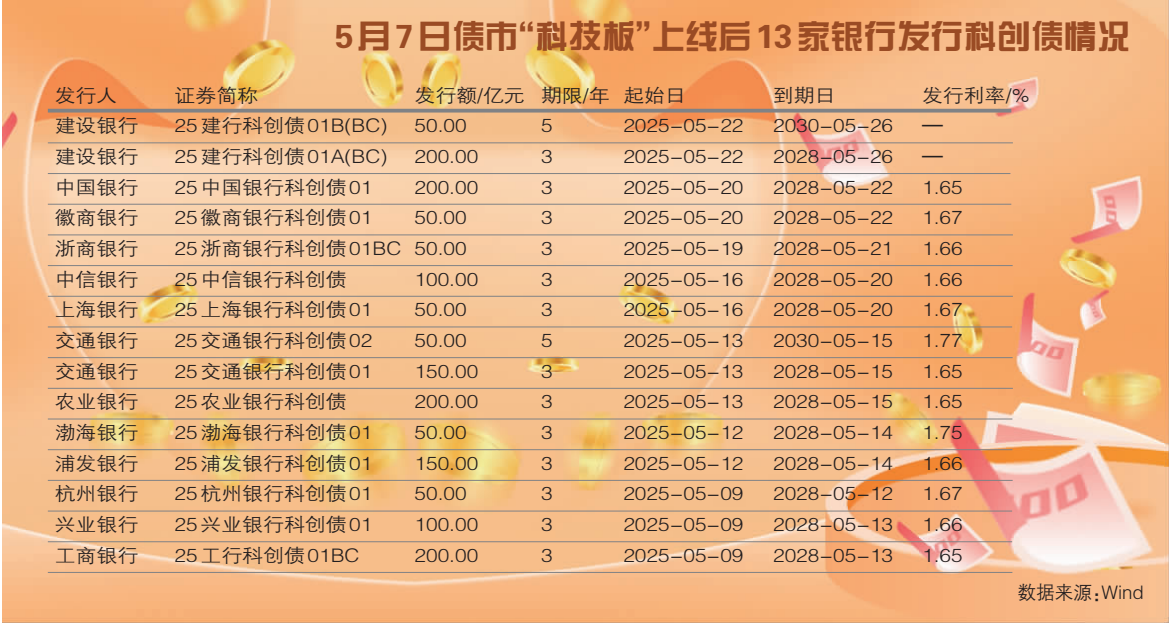 5月7日债市“科技板”上线后13家银行发行科创债情况
发行人 证券简称 发行额/亿元 期限/年 起始日 到期日 发行利率/%
建设银行 25建行科创债01B(BC) 50.00 5 2025-05-22 2030-05-26 —
建设银行 25建行科创债01A(BC) 200.00 3 2025-05-22 2028-05-26 —
中国银行 25中国银行科创债01 200.00 3 2025-05-20 2028-05-22 1.65
徽商银行 25徽商银行科创债01 50.00 3 2025-05-20 2028-05-22 1.67
浙商银行 25浙商银行科创债01BC 50.00 3 2025-05-19 2028-05-21 1.66
中信银行 25中信银行科创债 100.00 3 2025-05-16 2028-05-20 1.66
上海银行 25上海银行科创债01 50.00 3 2025-05-16 2028-05-20 1.67
交通银行 25交通银行科创债02 50.00 5 2025-05-13 2030-05-15 1.77
交通银行 25交通银行科创债01 150.00 3 2025-05-13 2028-05-15 1.65
农业银行 25农业银行科创债 200.00 3 2025-05-13 2028-05-15 1.65
渤海银行 25渤海银行科创债01 50.00 3 2025-05-12 2028-05-14 1.75
浦发银行 25浦发银行科创债01 150.00 3 2025-05-12 2028-05-14 1.66
杭州银行 25杭州银行科创债01 50.00 3 2025-05-09 2028-05-12 1.67
兴业银行 25兴业银行科创债01 100.00 3 2025-05-09 2028-05-13 1.66
工商银行 25工行科创债01BC 200.00 3 2025-05-09 2028-05-13 1.65
数据来源:Wind